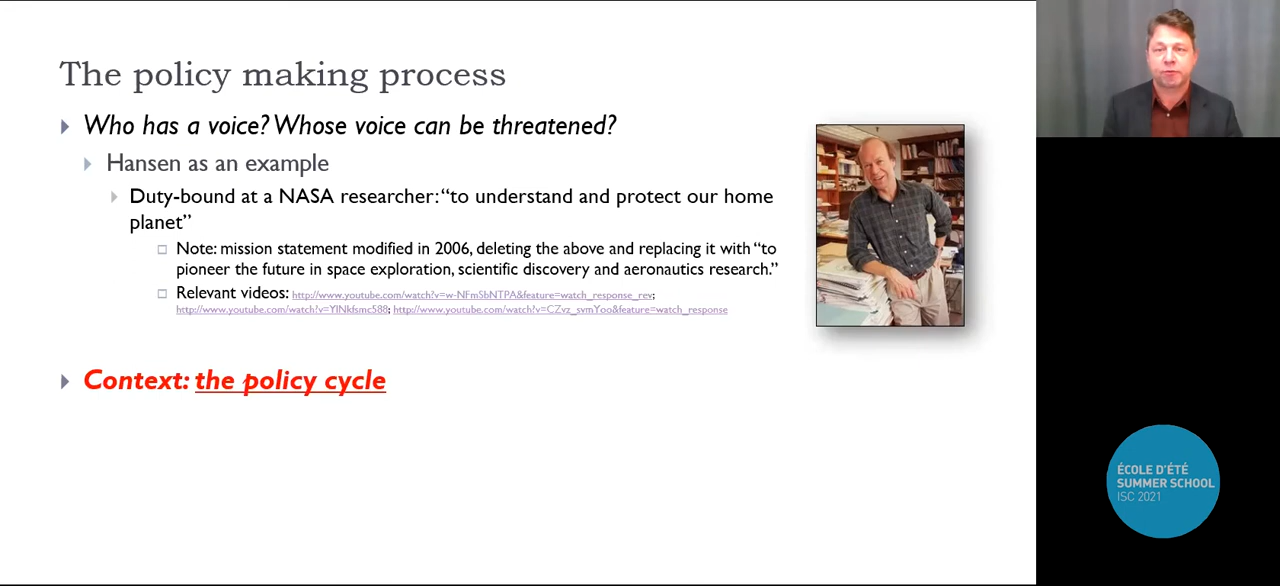 The policy making process
Who has a voice? Whose voice can be threatened?
Hansen as an example
Duty-bound at a NASA researcher: “to understand and protect our home
planet”
Note: mission statement modified in 2006, deleting the above and replacing it with “to
pioneer the future in space exploration, scientific discovery and aeronautics research.”
Relevant videos: http://www.youtube.com/watch?v=w-NFmSbNTPA&feature=watch_response_rev;
http://www.youtube.com/watch?v=YlNkfsmc588; http://www.youtube.com/watch?v=CZvz_svmYoo&feature=watch_response
Context: the policy cycle
ÉCOLE D'ÉTÉ
SUMMER SCHOOL
ISC 2021